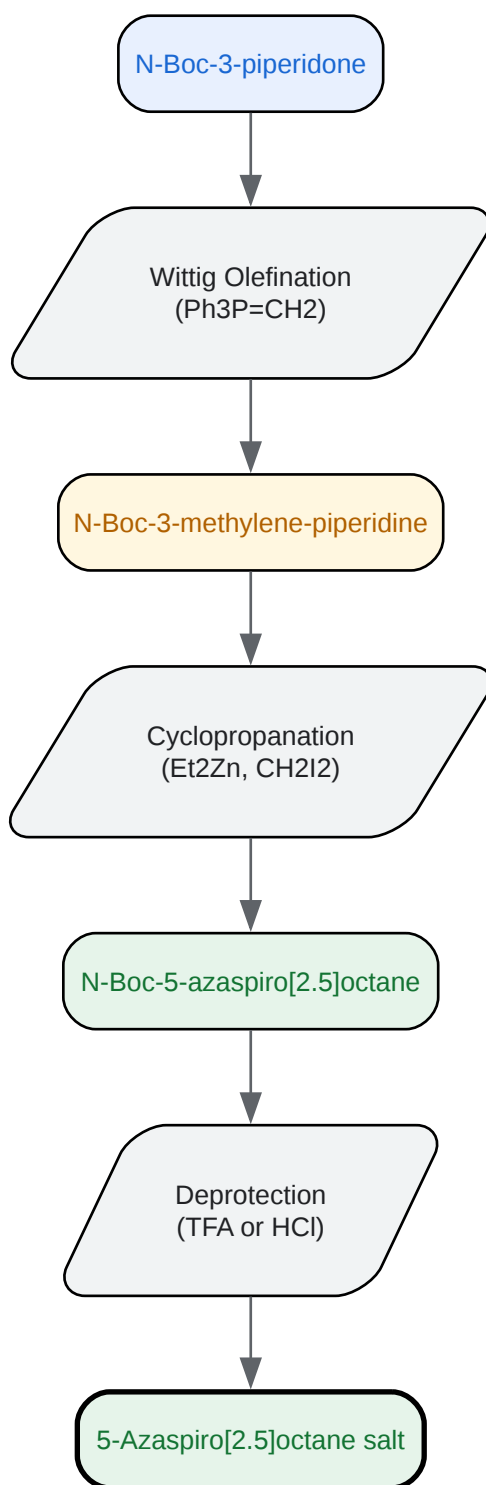 N-Boc-3-piperidone
Wittig Olefination
(Ph3P=CH2)
N-Boc-3-methylene-piperidine
Cyclopropanation
(Et2Zn, CH2I2)
N-Boc-5-azaspiro[2.5]octane
Deprotection
(TFA or HCl)
5-Azaspiro[2.5]octane salt